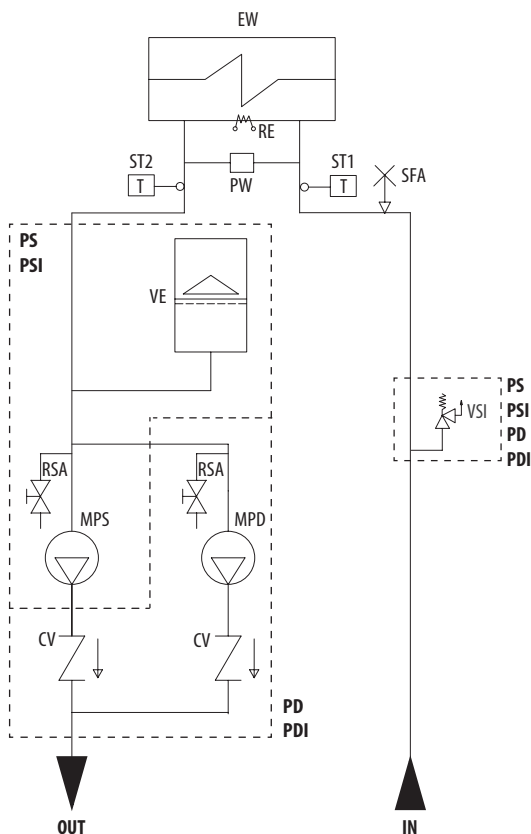 EW
RE
ST2
T
PW
ST1
T
SFA
PS
PSI
VE
PS
PSI
PD
PDI
VSI
RSA
RSA
MPS
MPD
CV
CV
PD
PDI
OUT
IN